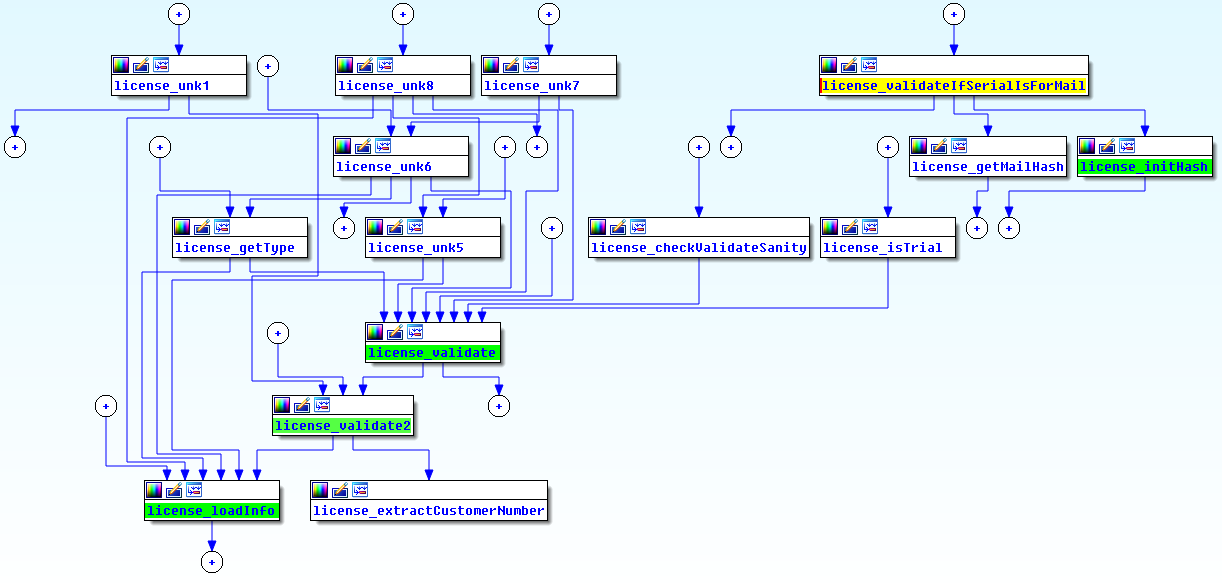 license_unk1
license_unk8
license_unk7
license_validateIfSerialIsForMail
license_unk6
license_getMailHash
license_initHash
license_getType
license_unk5
license_checkValidateSanity
license_isTrial
license_validate
license_validate2
license_loadInfo
license_extractCustomerNumber